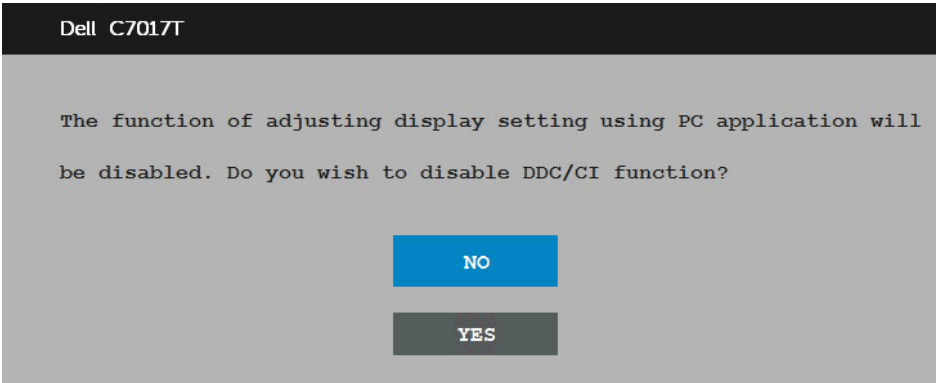 Dell C7017T
The function of adjusting display setting using PC application will
be disabled. Do you wish to disable DDC/CI function?
NO
YES